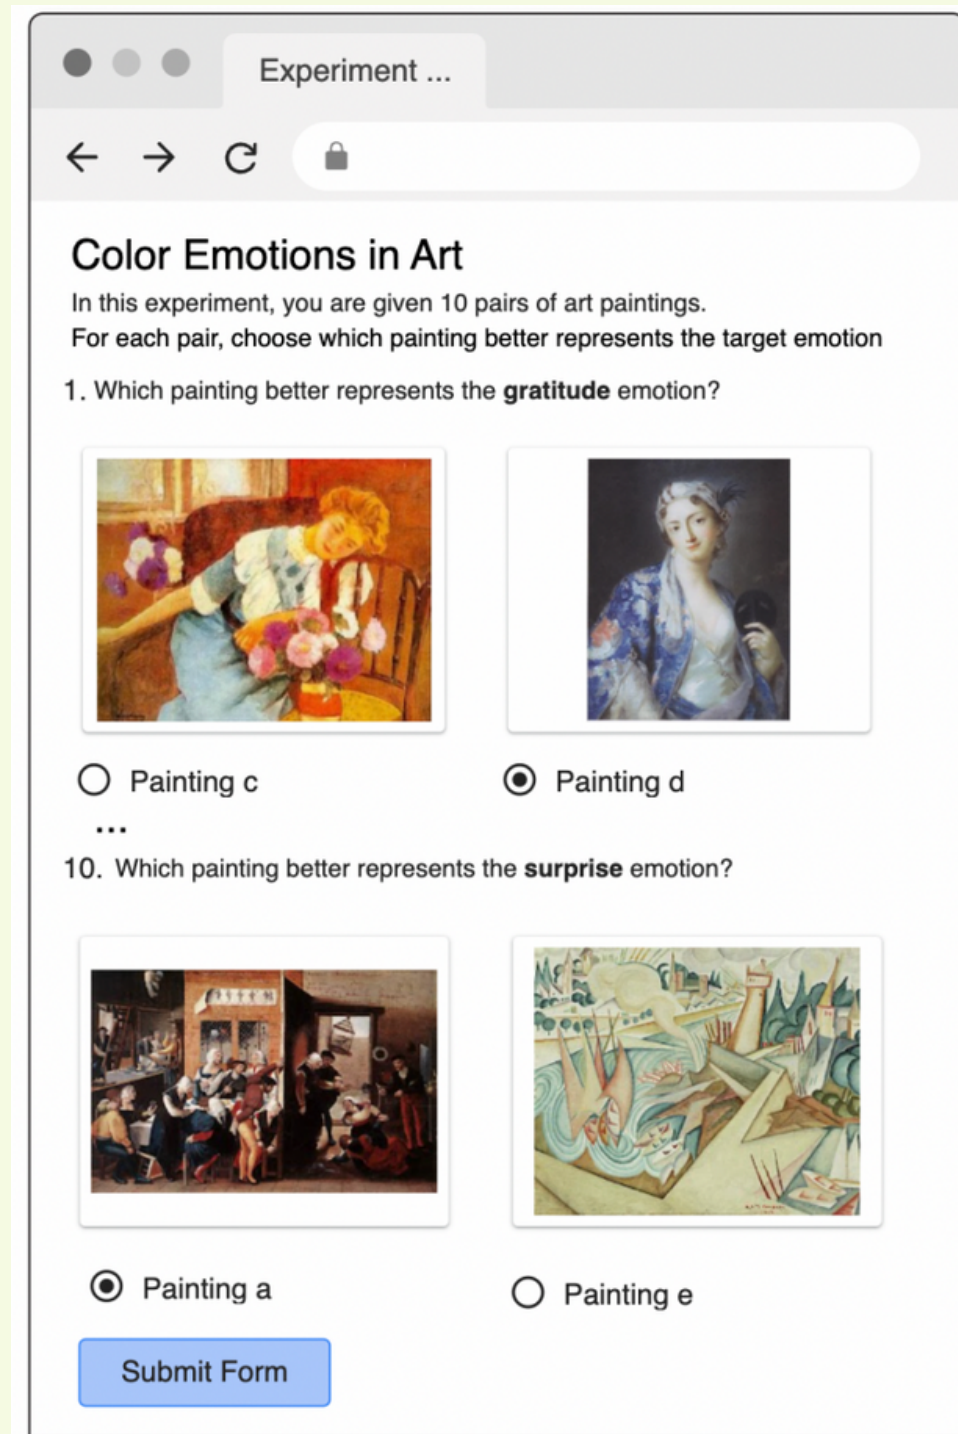 Experiment ...
Color Emotions in Art
In this experiment, you are given 10 pairs of art paintings.
For each pair, choose which painting better represents the target emotion
1. Which painting better represents the gratitude emotion?
Painting c
Painting d
...
10. Which painting better represents the surprise emotion?
Painting a
Painting e
Submit Form